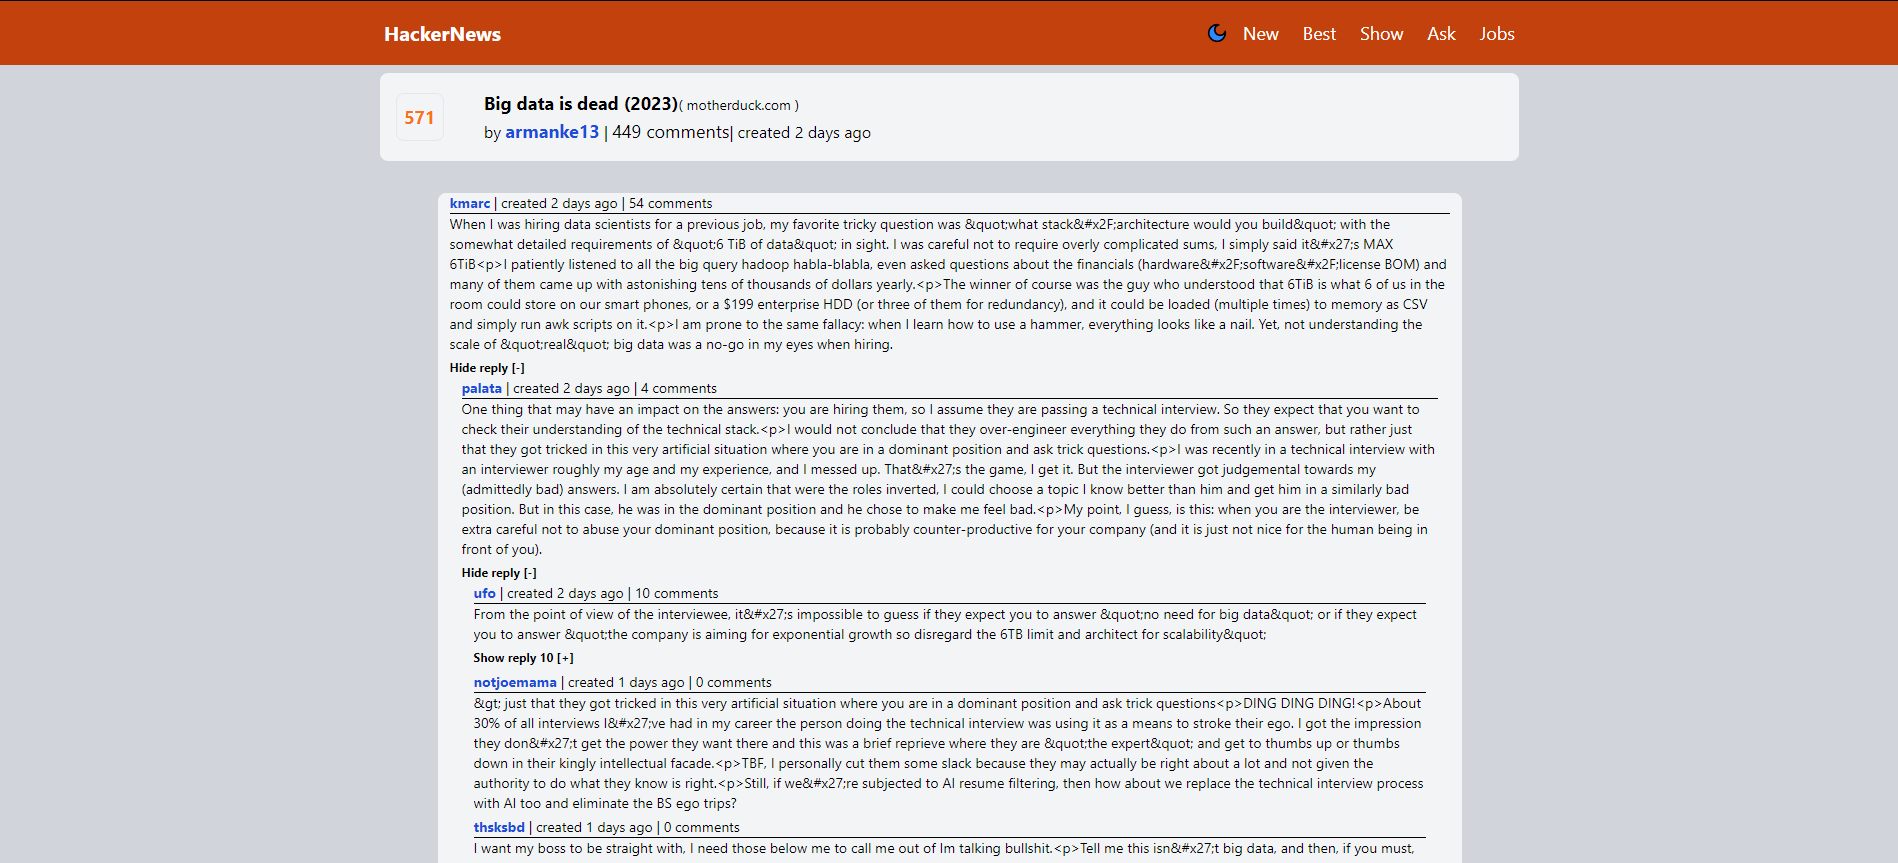 HackerNews
New Best Show Ask Jobs
571
Big data is dead (2023)( motherduck.com )
by armanke13 | 449 comments| created 2 days ago
kmarc | created 2 days ago | 54 comments
When I was hiring data scientists for a previous job, my favorite tricky question was &quot;what stack&#x2F;architecture would you build&quot; with the
somewhat detailed requirements of &quot;6 TiB of data&quot; in sight. I was careful not to require overly complicated sums, I simply said it&#x27;s MAX
6TiB<p>I patiently listened to all the big query hadoop habla-blabla, even asked questions about the financials (hardware&#x2F;software&#x2F;license BOM) and
many of them came up with astonishing tens of thousands of dollars yearly.<p>The winner of course was the guy who understood that 6TiB is what 6 of us in the
room could store on our smart phones, or a $199 enterprise HDD (or three of them for redundancy), and it could be loaded (multiple times) to memory as CSV
and simply run awk scripts on it.<p>I am prone to the same fallacy: when I learn how to use a hammer, everything looks like a nail. Yet, not understanding the
scale of &quot;real&quot; big data was a no-go in my eyes when hiring.
Hide reply [-]
palata | created 2 days ago | 4 comments
One thing that may have an impact on the answers: you are hiring them, so I assume they are passing a technical interview. So they expect that you want to
check their understanding of the technical stack.<p>I would not conclude that they over-engineer everything they do from such an answer, but rather just
that they got tricked in this very artificial situation where you are in a dominant position and ask trick questions.<p>I was recently in a technical interview with
an interviewer roughly my age and my experience, and I messed up. That&#x27;s the game, I get it. But the interviewer got judgemental towards my
(admittedly bad) answers. I am absolutely certain that were the roles inverted, I could choose a topic I know better than him and get him in a similarly bad
position. But in this case, he was in the dominant position and he chose to make me feel bad.<p>My point, I guess, is this: when you are the interviewer, be
extra careful not to abuse your dominant position, because it is probably counter-productive for your company (and it is just not nice for the human being in
front of you).
Hide reply [-]
ufo | created 2 days ago | 10 comments
From the point of view of the interviewee, it&#x27;s impossible to guess if they expect you to answer &quot;no need for big data&quot; or if they expect
you to answer &quot;the company is aiming for exponential growth so disregard the 6TB limit and architect for scalability&quot;
Show reply 10 [+]
notjoemama | created 1 days ago | 0 comments
&gt; just that they got tricked in this very artificial situation where you are in a dominant position and ask trick questions<p>DING DING DING!<p>About
30% of all interviews I&#x27;ve had in my career the person doing the technical interview was using it as a means to stroke their ego. I got the impression
they don&#x27;t get the power they want there and this was a brief reprieve where they are &quot;the expert&quot; and get to thumbs up or thumbs
down in their kingly intellectual facade.<p>TBF, I personally cut them some slack because they may actually be right about a lot and not given the
authority to do what they know is right.<p>Still, if we&#x27;re subjected to AI resume filtering, then how about we replace the technical interview process
with AI too and eliminate the BS ego trips?
thsksbd | created 1 days ago | 0 comments
I want my boss to be straight with, I need those below me to call me out of Im talking bullshit.<p>Tell me this isn&#x27;t big data, and then, if you must,